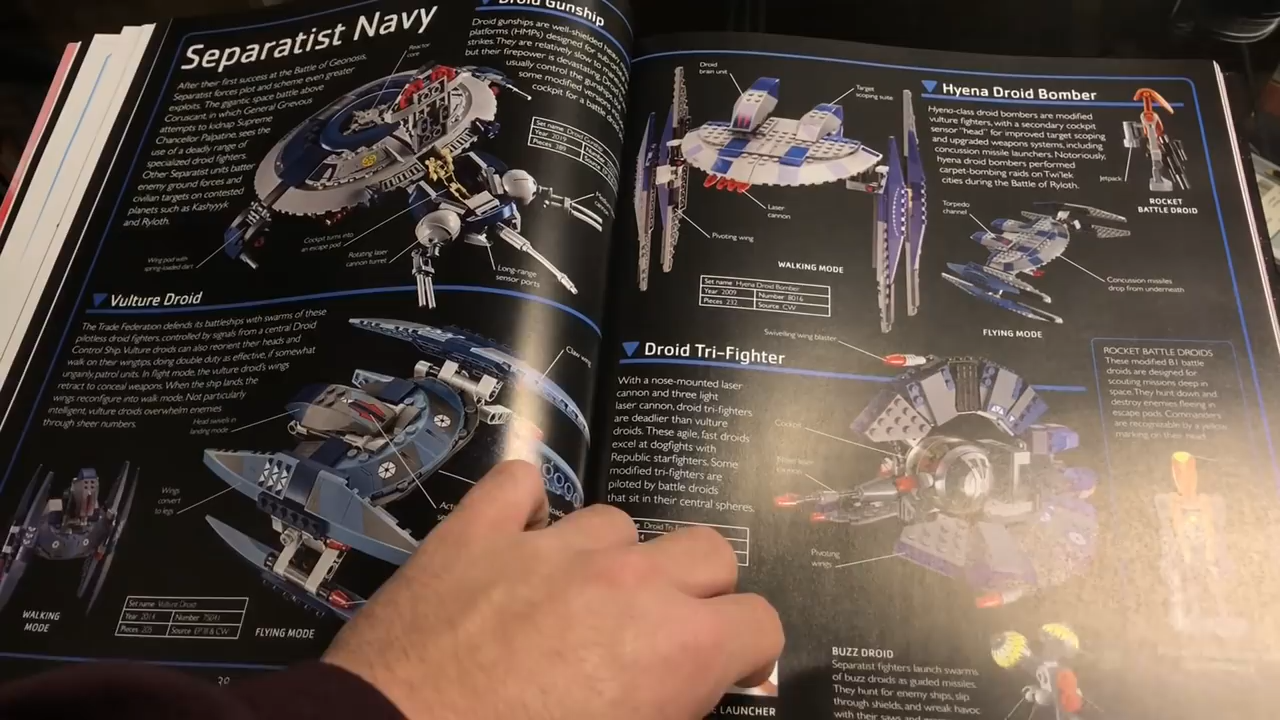 Separatist Navy
After their first success at the Battle of Geonosis,
Separatist forces plot and scheme even greater
exploits. The gigantic space battle above
Coruscant, in which General Grievous
attempts to kidnap Supreme
Chancellor Palpatine, sees the
use of a deadly range of
specialized droid fighters.
Other Separatist units batter
enemy ground forces and
civilian targets on contested
planets such as Kashyyyk
and Ryloth.
Reactor
core
Wing pod with
spring-loaded dart
Cockpit turns into
an escape pod
Rotating laser
cannon turret
Long-range
sensor ports
Droid Gunship
Droid gunships are well-shielded
platforms (HMPs) designed for
strikes. They are relatively slow to
but their firepower is devastating.
usually control the gunships
some modified
cockpit for a battle
Set name Droid
Year
Pieces 389
Vulture Droid
The Trade Federation defends its battleships with swarms of these
pilotless droid fighters, controlled by signals from a central Droid
Control Ship. Vulture droids can also reorient their heads and
walk on their wingtips, doing double duty as effective, if somewhat
ungainly, patrol units. In flight mode, the vulture droid's wings
retract to conceal weapons. When the ship lands, the
wings reconfigure into walk mode. Not particularly
intelligent, vulture droids overwhelm enemies
through sheer numbers.
Head swivels in
landing mode
Claw wing
Wings
convert
to legs
WALKING
MODE
Set name Vulture Droid
Year 2014 Number 75041
Pieces 205 Source EP III & CW
FLYING MODE
Droid
brain unit
Target
scoping suite
Laser
cannon
Pivoting wing
WALKING MODE
Set name Hyena Droid Bomber
Year 2009 Number 8016
Pieces 232 Source CW
Hyena Droid Bomber
Hyena-class droid bombers are modified
vulture fighters, with a secondary cockpit
sensor "head" for improved target scoping
and upgraded weapons systems, including
concussion missile launchers. Notoriously,
hyena droid bombers performed
carpet-bombing raids on Twi'lek
cities during the Battle of Ryloth.
Jetpack
ROCKET
BATTLE DROID
Torpedo
channel
Concussion missiles
drop from underneath
FLYING MODE
Droid Tri-Fighter
With a nose-mounted laser
cannon and three light
laser cannon, droid tri-fighters
are deadlier than vulture
droids. These agile, fast droids
excel at dogfights with
Republic starfighters. Some
modified tri-fighters are
piloted by battle droids
that sit in their central spheres.
Swivelling wing blaster
Cockpit
Pivoting
wings
ROCKET BATTLE DROIDS
These modified B1 battle
droids are designed for
scouting missions deep in
space. They hunt down and
destroy enemies fleeing in
escape pods. Commanders
are recognizable by a yellow
marking on their head.
BUZZ DROID
Separatist fighters launch swarms
of buzz droids as guided missiles.
They hunt for enemy ships, slip
through shields, and wreak havoc
with their saws and
LAUNCHER